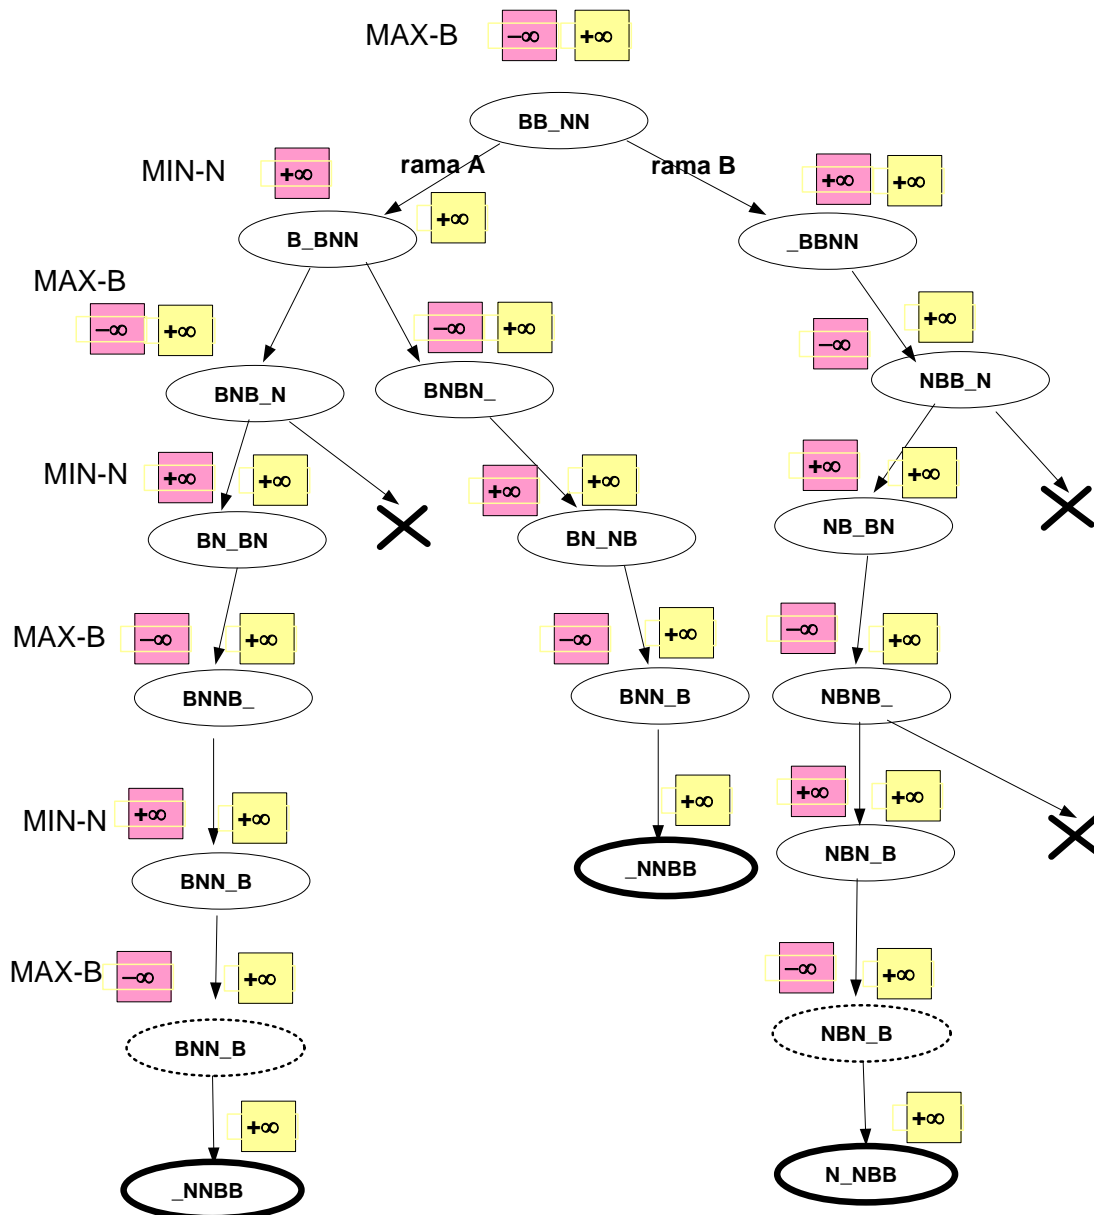 MAX-B −∞ +∞
BB_NN
MIN-N +∞ rama A rama B +∞ +∞
+∞
B_BNN _BBNN
MAX-B
−∞ +∞ −∞ +∞ −∞ +∞
BNB_N BNBN_ NBB_N
MIN-N +∞ +∞ +∞ +∞ +∞ +∞
BN_BN BN_NB NB_BN
MAX-B −∞ +∞ −∞ +∞ −∞ +∞
BNNB_ BNN_B NBNB_
MIN-N +∞ +∞ +∞ +∞ +∞
BNN_B _NNBB NBN_B
MAX-B −∞ +∞ −∞ +∞
BNN_B NBN_B
+∞ +∞
_NNBB N_NBB